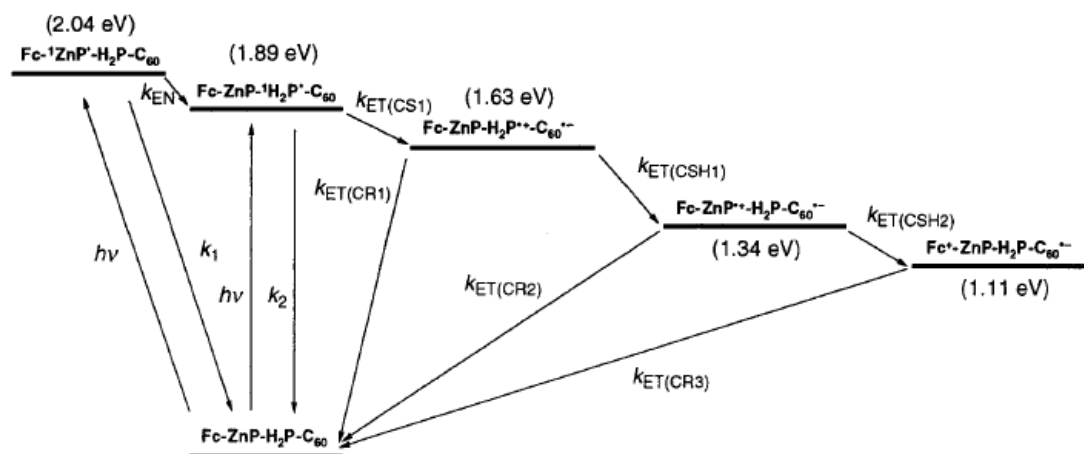 (2.04 eV)
Fc-¹ZnP*-H₂P-C₆₀
(1.89 eV)
k_EN
Fc-ZnP-¹H₂P*-C₆₀
k_ET(CS1)
(1.63 eV)
Fc-ZnP-H₂P•⁺-C₆₀•⁻
k_ET(CR1)
k_ET(CSH1)
Fc-ZnP•⁺-H₂P-C₆₀•⁻
k_ET(CSH2)
(1.34 eV)
Fc⁺-ZnP-H₂P-C₆₀•⁻
(1.11 eV)
hν
k₁
hν
k₂
k_ET(CR2)
k_ET(CR3)
Fc-ZnP-H₂P-C₆₀